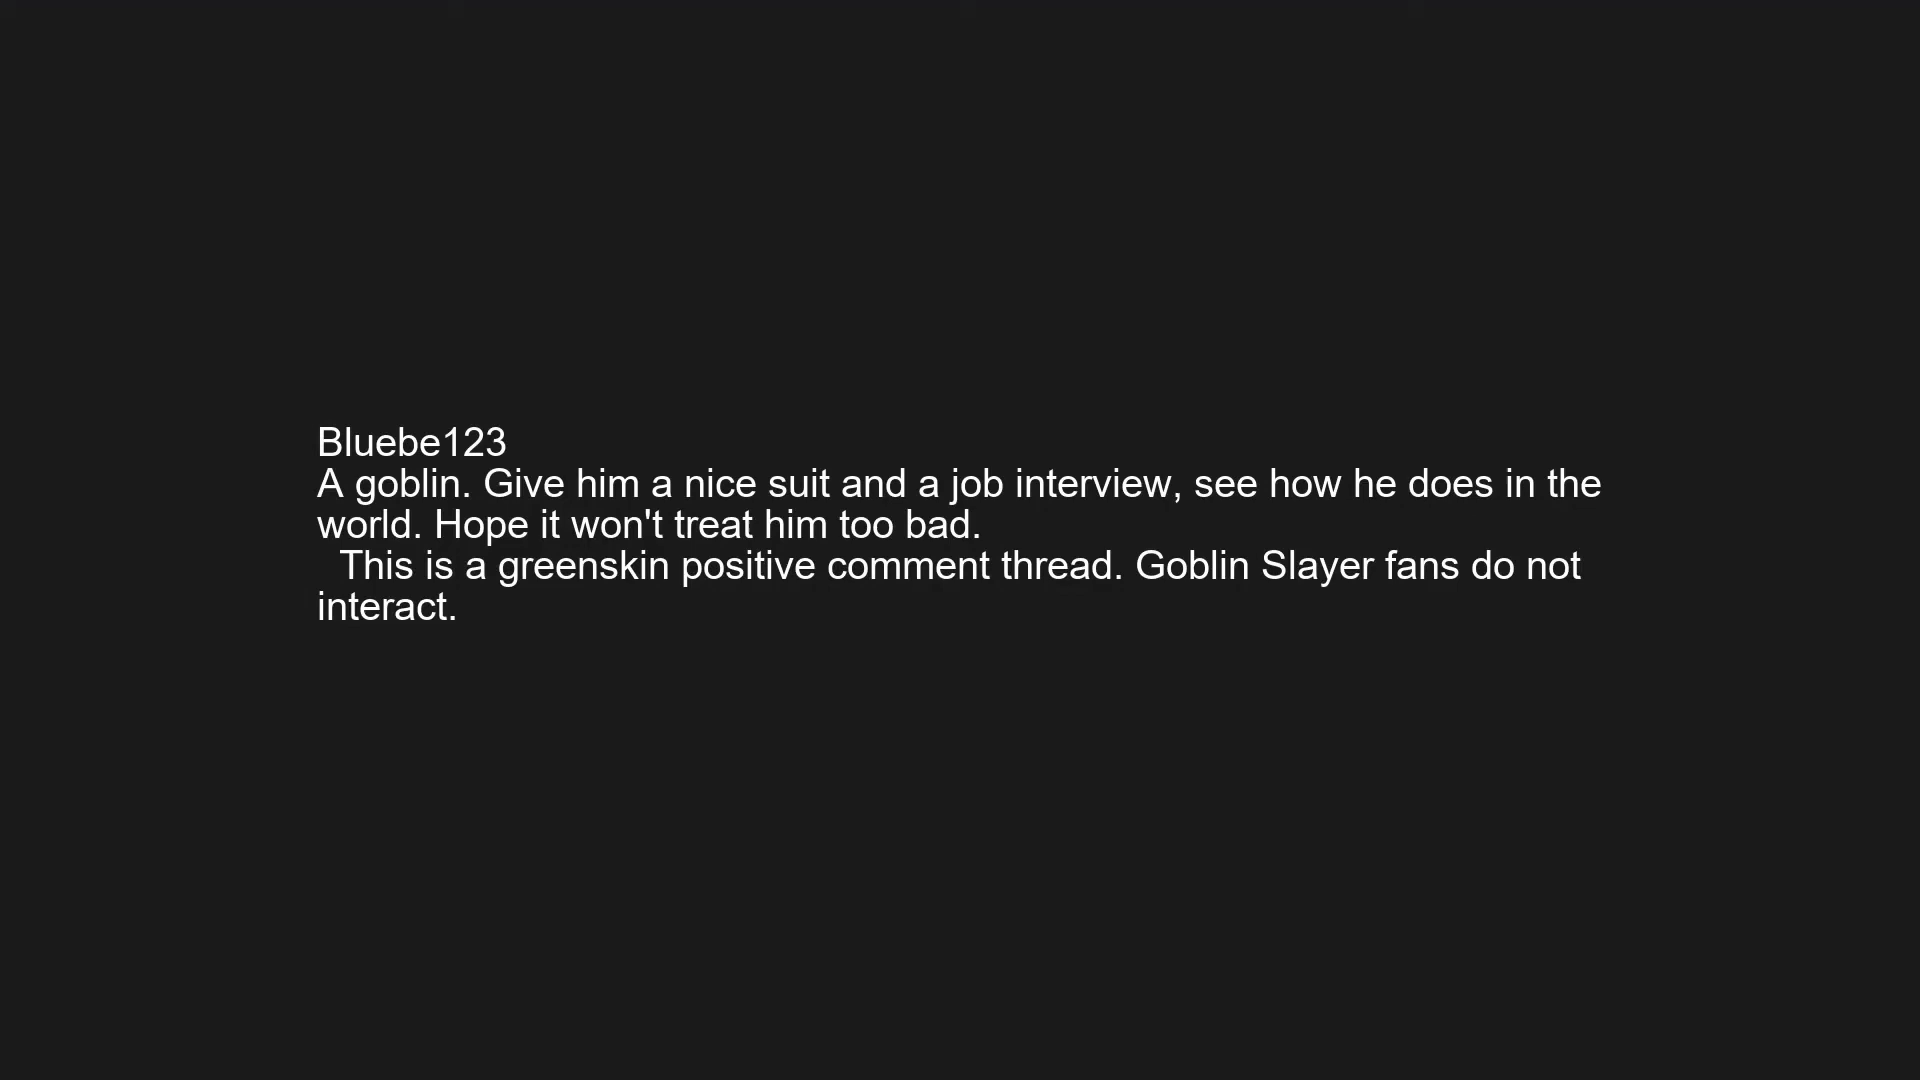 Bluebe123
A goblin. Give him a nice suit and a job interview, see how he does in the
world. Hope it won't treat him too bad.
This is a greenskin positive comment thread. Goblin Slayer fans do not
interact.